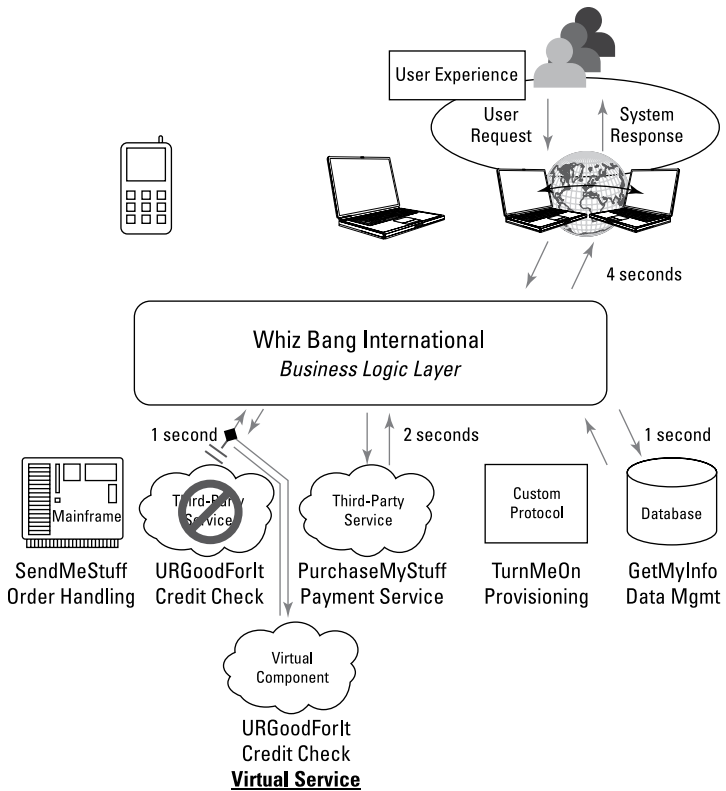 User Experience
User
Request
System
Response
4 seconds
Whiz Bang International
Business Logic Layer
1 second
2 seconds
1 second
Mainframe
Third-Party
Service
Third-Party
Service
Custom
Protocol
Database
SendMeStuff
Order Handling
URGoodForIt
Credit Check
PurchaseMyStuff
Payment Service
TurnMeOn
Provisioning
GetMyInfo
Data Mgmt
Virtual
Component
URGoodForIt
Credit Check
Virtual Service